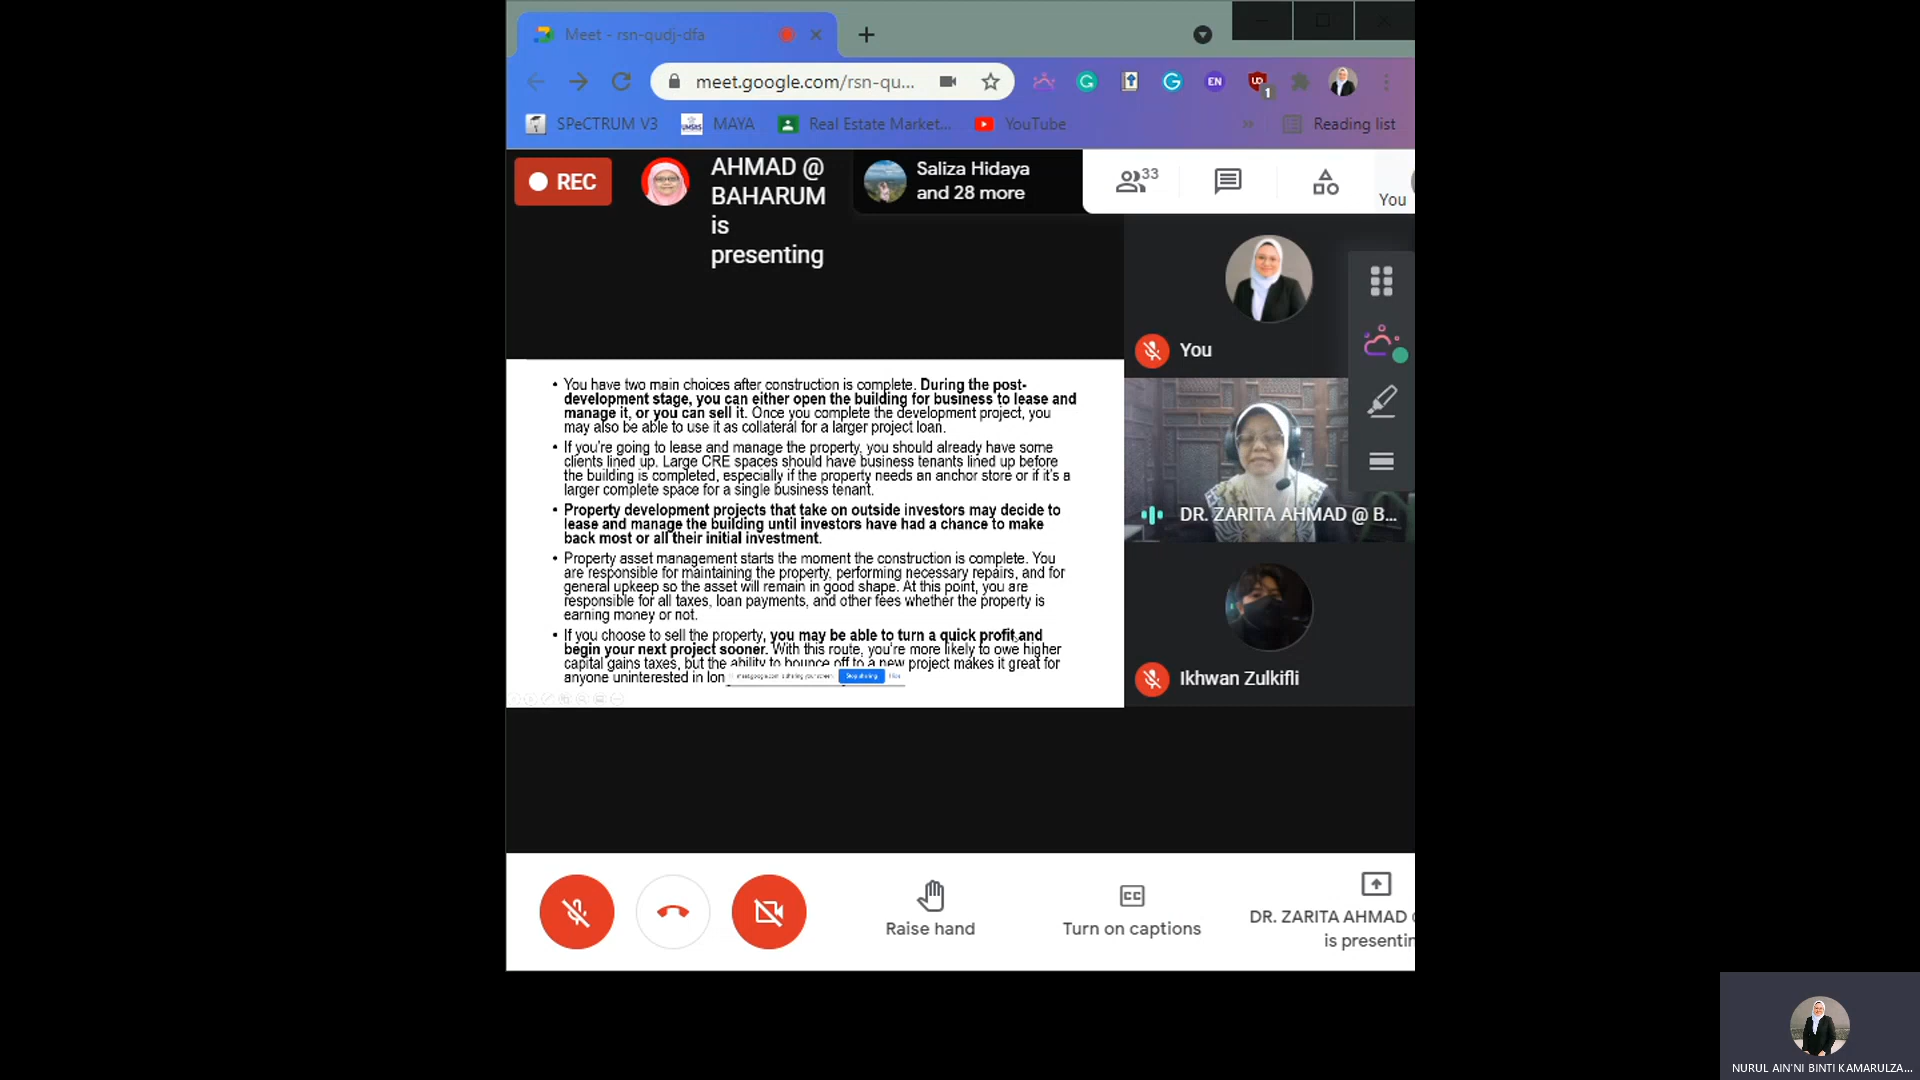 Meet - rsn-qudj-dfa
meet.google.com/rsn-qu...
EN
UD
1
SPeCTRUM V3
UMSRS
MAYA
Real Estate Market...
YouTube
Reading list
REC
AHMAD @
BAHARUM
is
presenting
Saliza Hidaya
and 28 more
33
You
You
• You have two main choices after construction is complete. During the post-
development stage, you can either open the building for business to lease and
manage it, or you can sell it. Once you complete the development project, you
may also be able to use it as collateral for a larger project loan.
• If you're going to lease and manage the property, you should already have some
clients lined up. Large CRE spaces should have business tenants lined up before
the building is completed, especially if the property needs an anchor store or if it's a
larger complete space for a single business tenant.
• Property development projects that take on outside investors may decide to
lease and manage the building until investors have had a chance to make
back most or all their initial investment.
• Property asset management starts the moment the construction is complete. You
are responsible for maintaining the property, performing necessary repairs, and for
general upkeep so the asset will remain in good shape. At this point, you are
responsible for all taxes, loan payments, and other fees whether the property is
earning money or not.
• If you choose to sell the property, you may be able to turn a quick profit and
begin your next project sooner. With this route, you're more likely to owe higher
capital gains taxes, but the ability to bounce off to a new project makes it great for
anyone uninterested in lon
meet.google.com is sharing your screen. Stop sharing Hide
DR. ZARITA AHMAD @ B...
Ikhwan Zulkifli
Raise hand
CC
Turn on captions
DR. ZARITA AHMAD
is presentin
NURUL AIN'NI BINTI KAMARULZA...